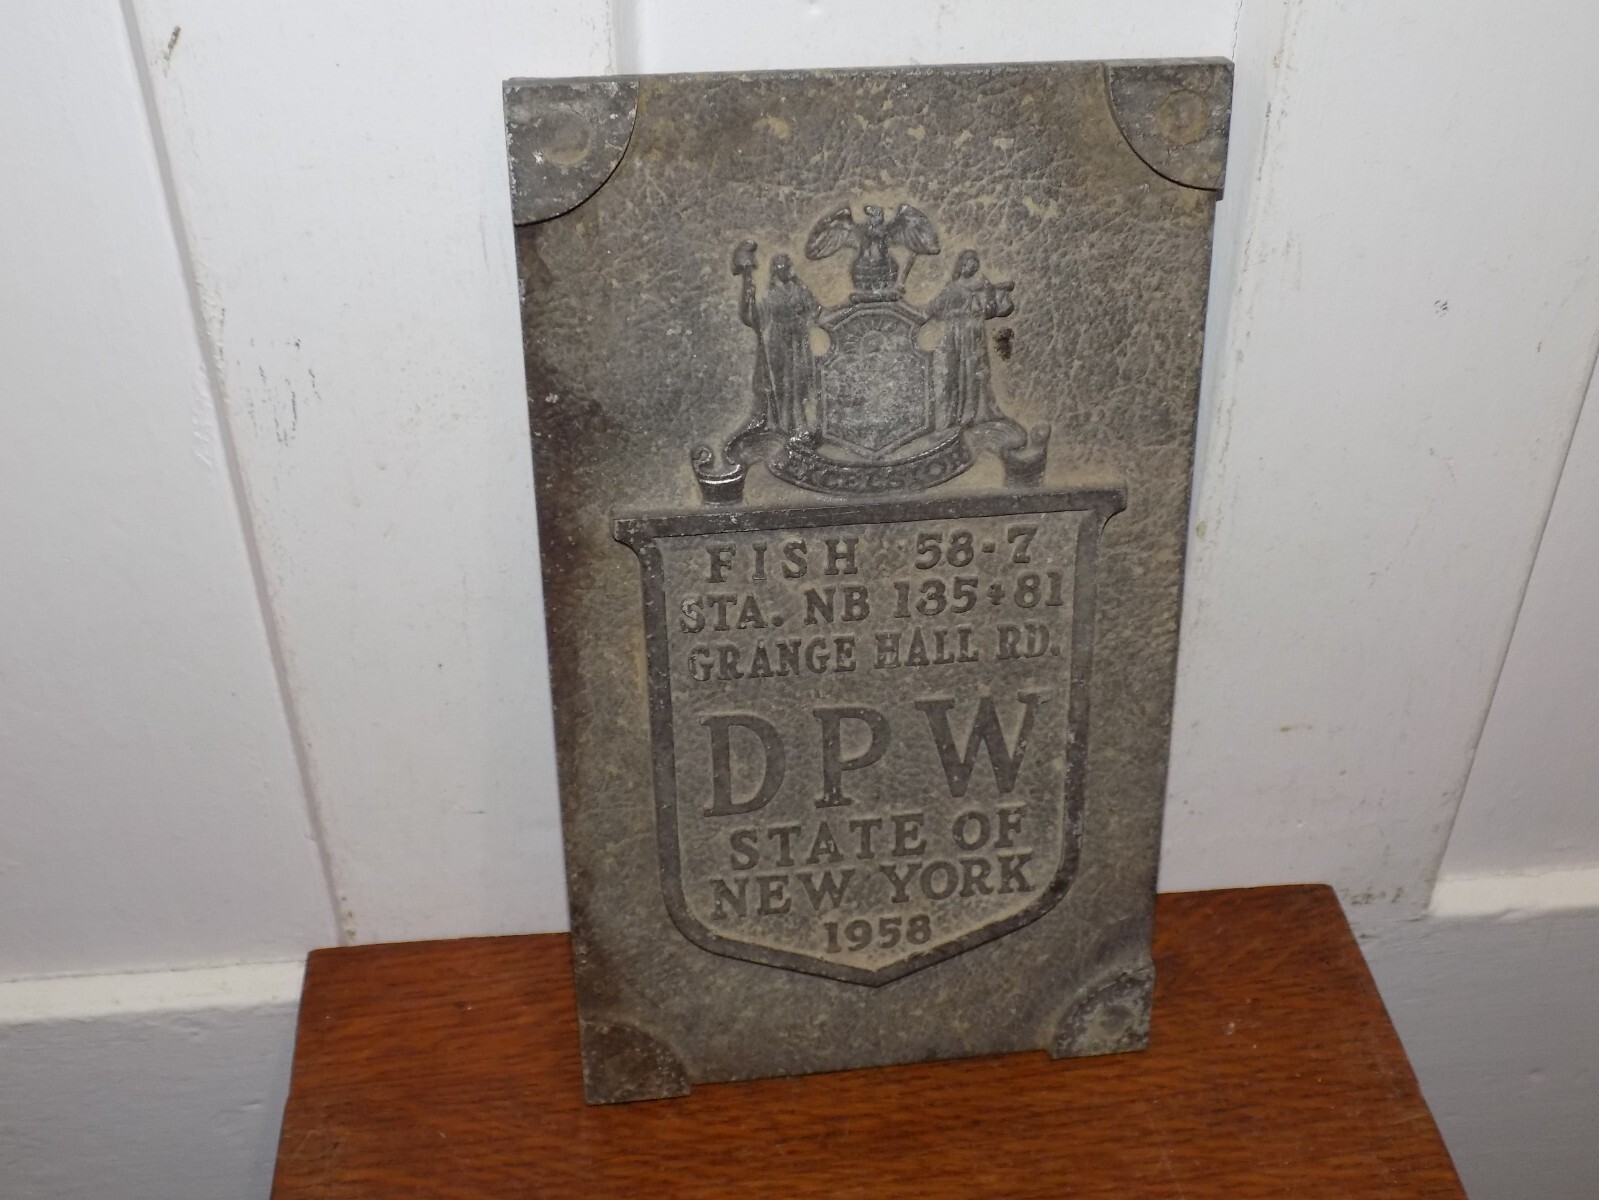 EXCELSIOR
FISH 58-7
STA. NB 135+81
GRANGE HALL RD.
DPW
STATE OF
NEW YORK
1958